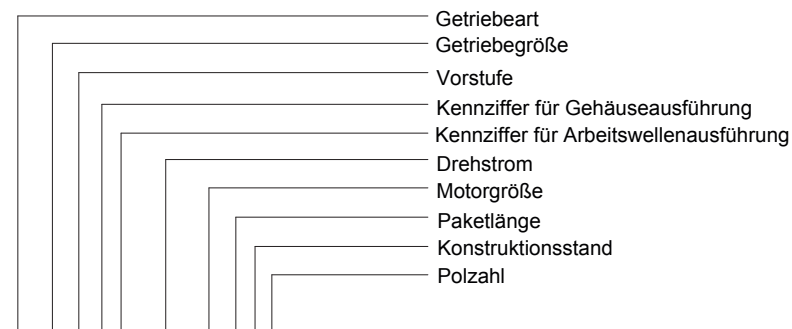 Getriebeart
Getriebegröße
Vorstufe
Kennziffer für Gehäuseausführung
Kennziffer für Arbeitswellenausführung
Drehstrom
Motorgröße
Paketlänge
Konstruktionsstand
Polzahl